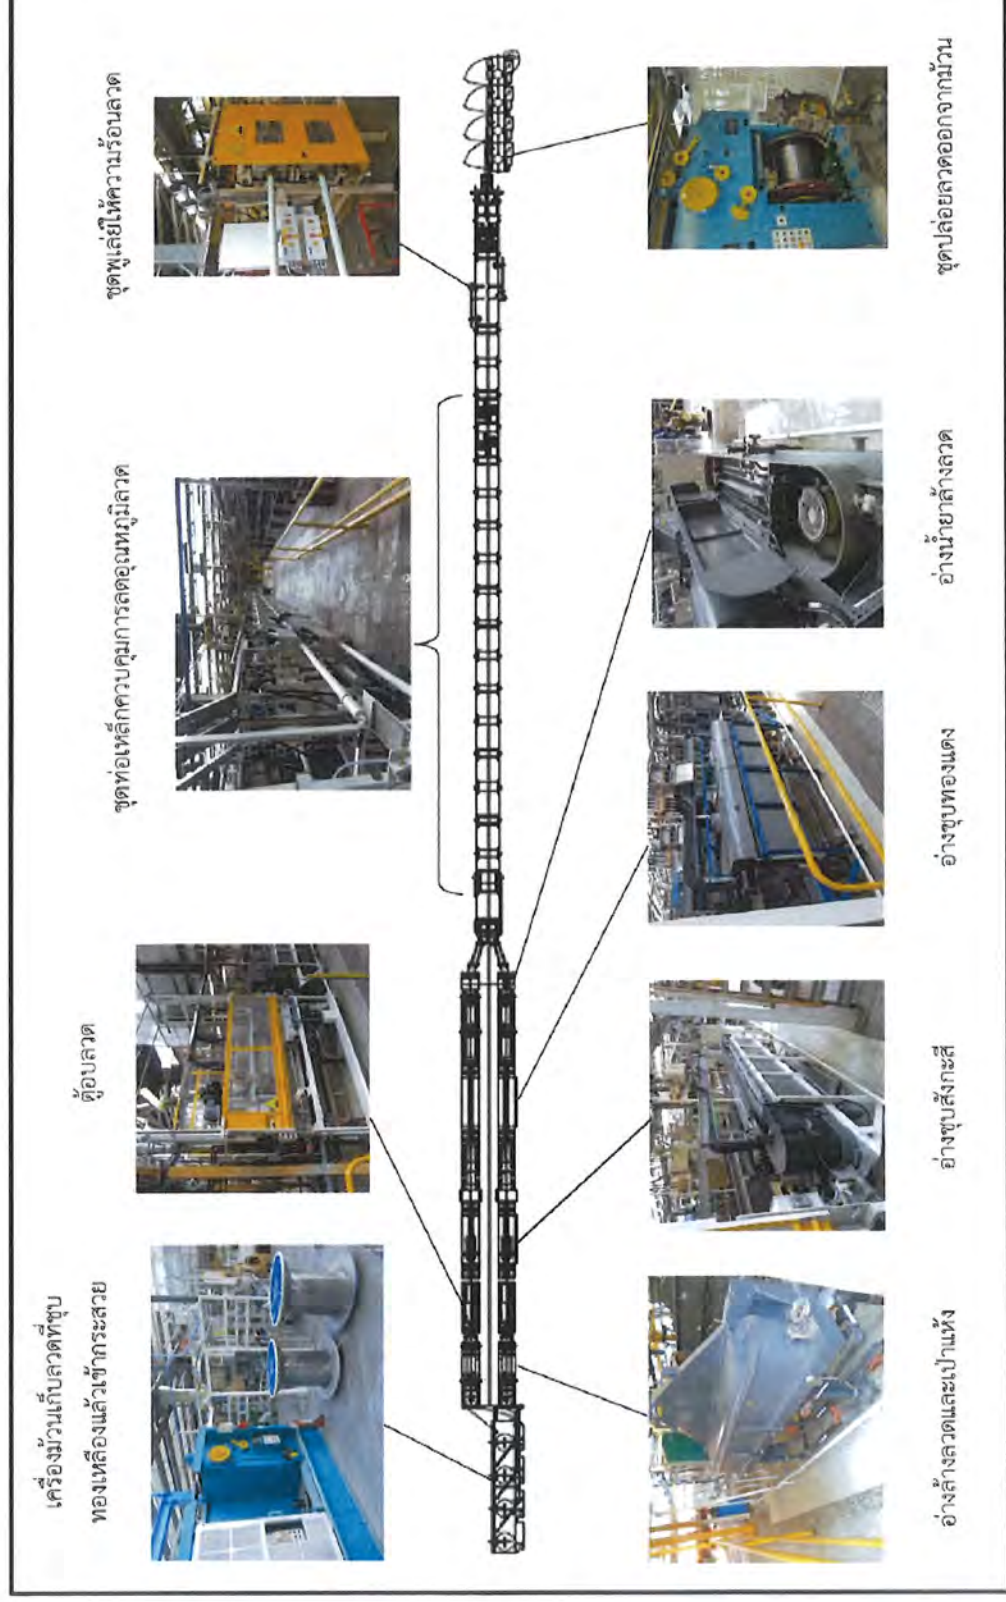 เครื่องม้วนเก็บลวดที่ชุบ
ทองเหลืองแล้วเข้ากระสวย
ตู้อบลวด
ชุดท่อเหล็กควบคุมการลดอุณหภูมิลวด
ชุดพูเล่ย์ให้ความร้อนลวด
อ่างล้างลวดและเป่าแห้ง
อ่างชุบสังกะสี
อ่างชุบทองแดง
อ่างน้ำยาล้างลวด
ชุดปล่อยลวดออกจากม้วน